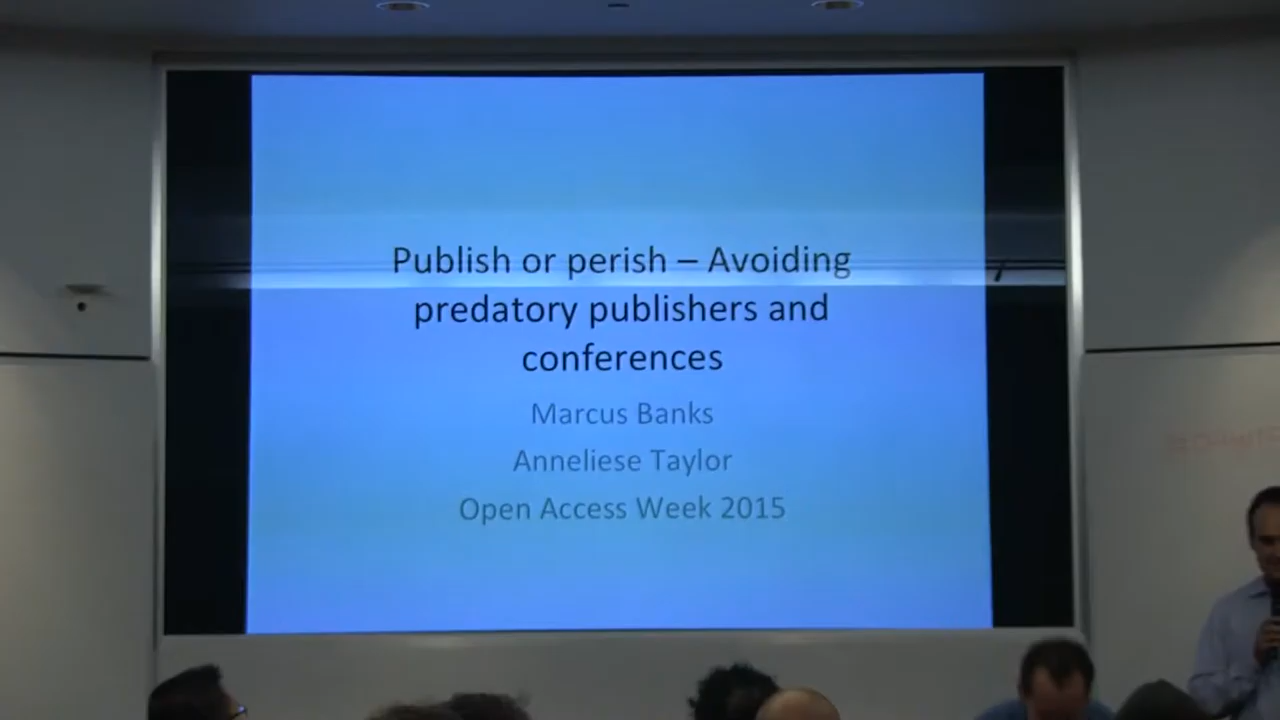 Publish or perish – Avoiding
predatory publishers and
conferences
Marcus Banks
Anneliese Taylor
Open Access Week 2015